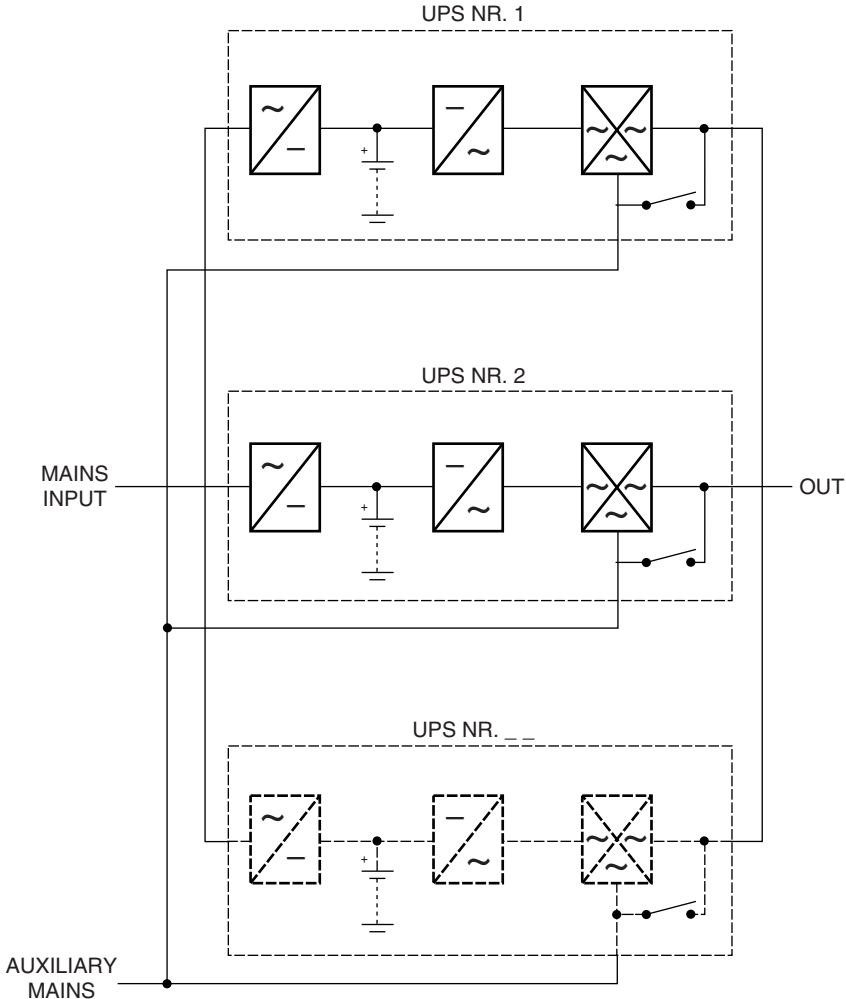 UPS NR. 1
~
−
+
−
~
~ ~
~
UPS NR. 2
MAINS
INPUT
~
−
+
−
~
~ ~
~
OUT
UPS NR. _ _
~
−
+
−
~
~ ~
~
AUXILIARY
MAINS